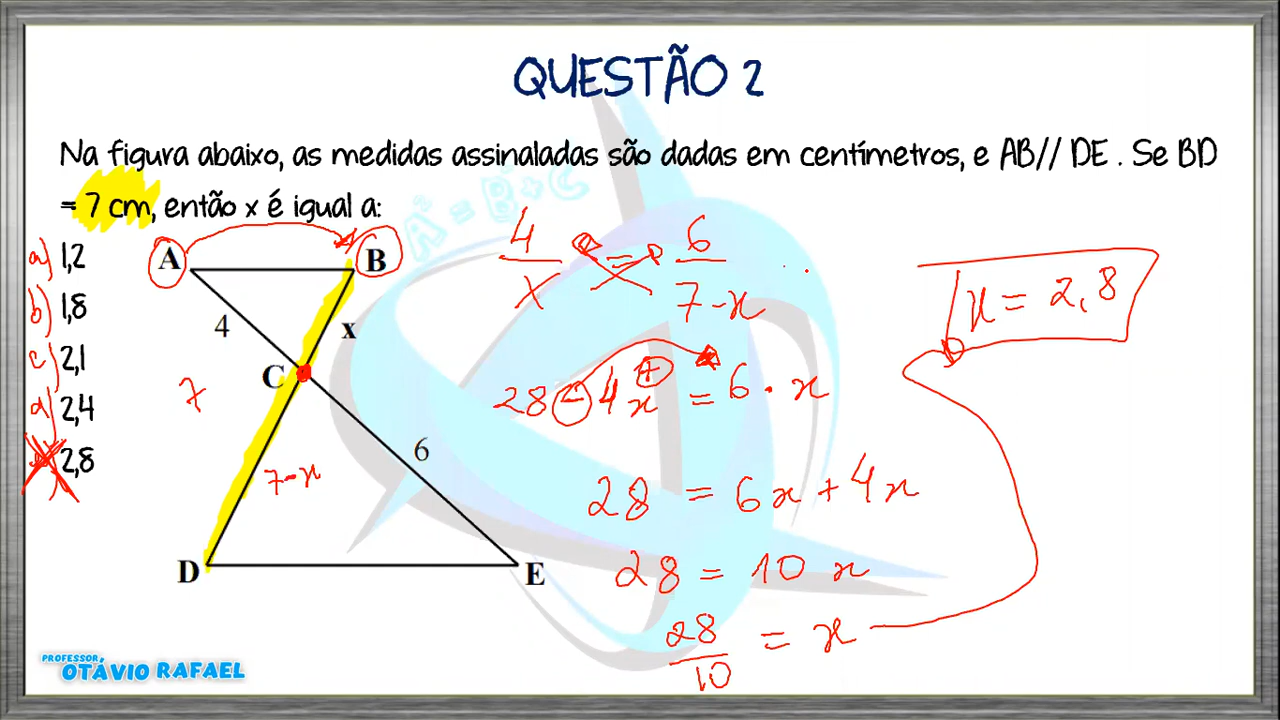 QUESTÃO 2
Na figura abaixo, as medidas assinaladas são dadas em centímetros, e AB// DE . Se BD
= 7 cm, então x é igual a:
a) 1,2
b) 1,8
c) 2,1
d) 2,4
2,8
A
B
4
x
C
7
6
7-x
D
E
4/x = 6/7-x
28 - 4x + = 6 . x
28 = 6x + 4x
28 = 10 x
28/10 = x
x = 2,8
A² = B² + C
PROFESSOR
OTÁVIO RAFAEL